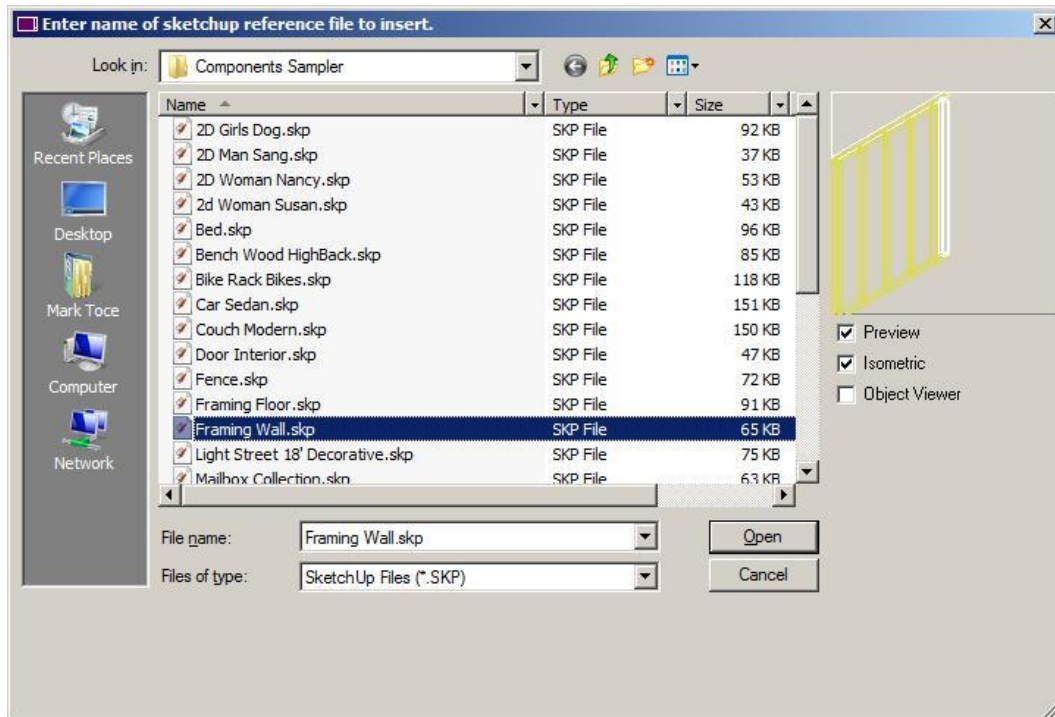 Enter name of sketchup reference file to insert.
Look in: Components Sampler
Recent Places
Desktop
Mark Toce
Computer
Network
Name Type Size
2D Girls Dog.skp SKP File 92 KB
2D Man Sang.skp SKP File 37 KB
2D Woman Nancy.skp SKP File 53 KB
2d Woman Susan.skp SKP File 43 KB
Bed.skp SKP File 96 KB
Bench Wood HighBack.skp SKP File 85 KB
Bike Rack Bikes.skp SKP File 118 KB
Car Sedan.skp SKP File 151 KB
Couch Modern.skp SKP File 150 KB
Door Interior.skp SKP File 47 KB
Fence.skp SKP File 72 KB
Framing Floor.skp SKP File 91 KB
Framing Wall.skp SKP File 65 KB
Light Street 18' Decorative.skp SKP File 75 KB
Mailbox Collection.skp SKP File 63 KB
Preview
Isometric
Object Viewer
File name: Framing Wall.skp Open
Files of type: SketchUp Files (*.SKP) Cancel